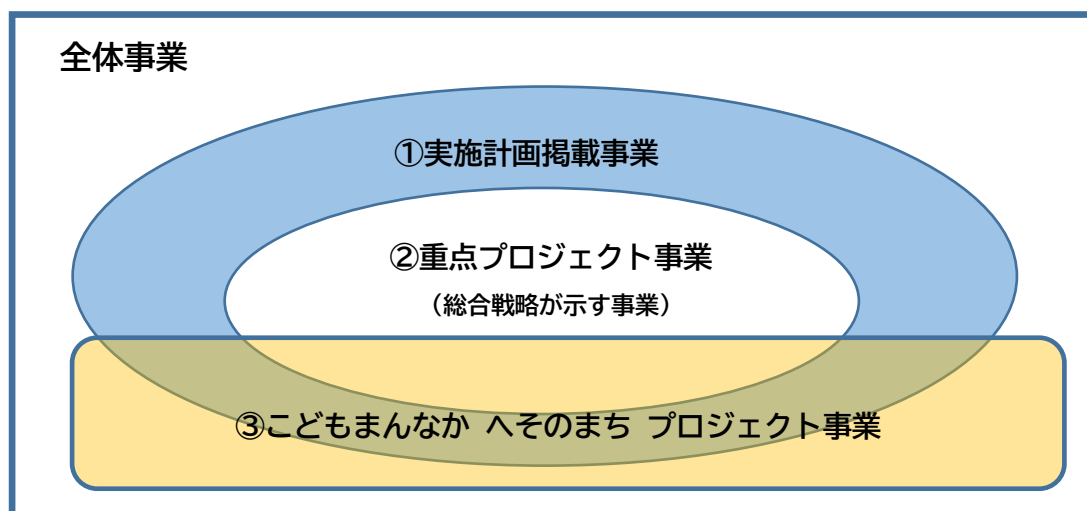 全体事業
①実施計画掲載事業
②重点プロジェクト事業
（総合戦略が示す事業）
③こどもまんなか へそのまち プロジェクト事業